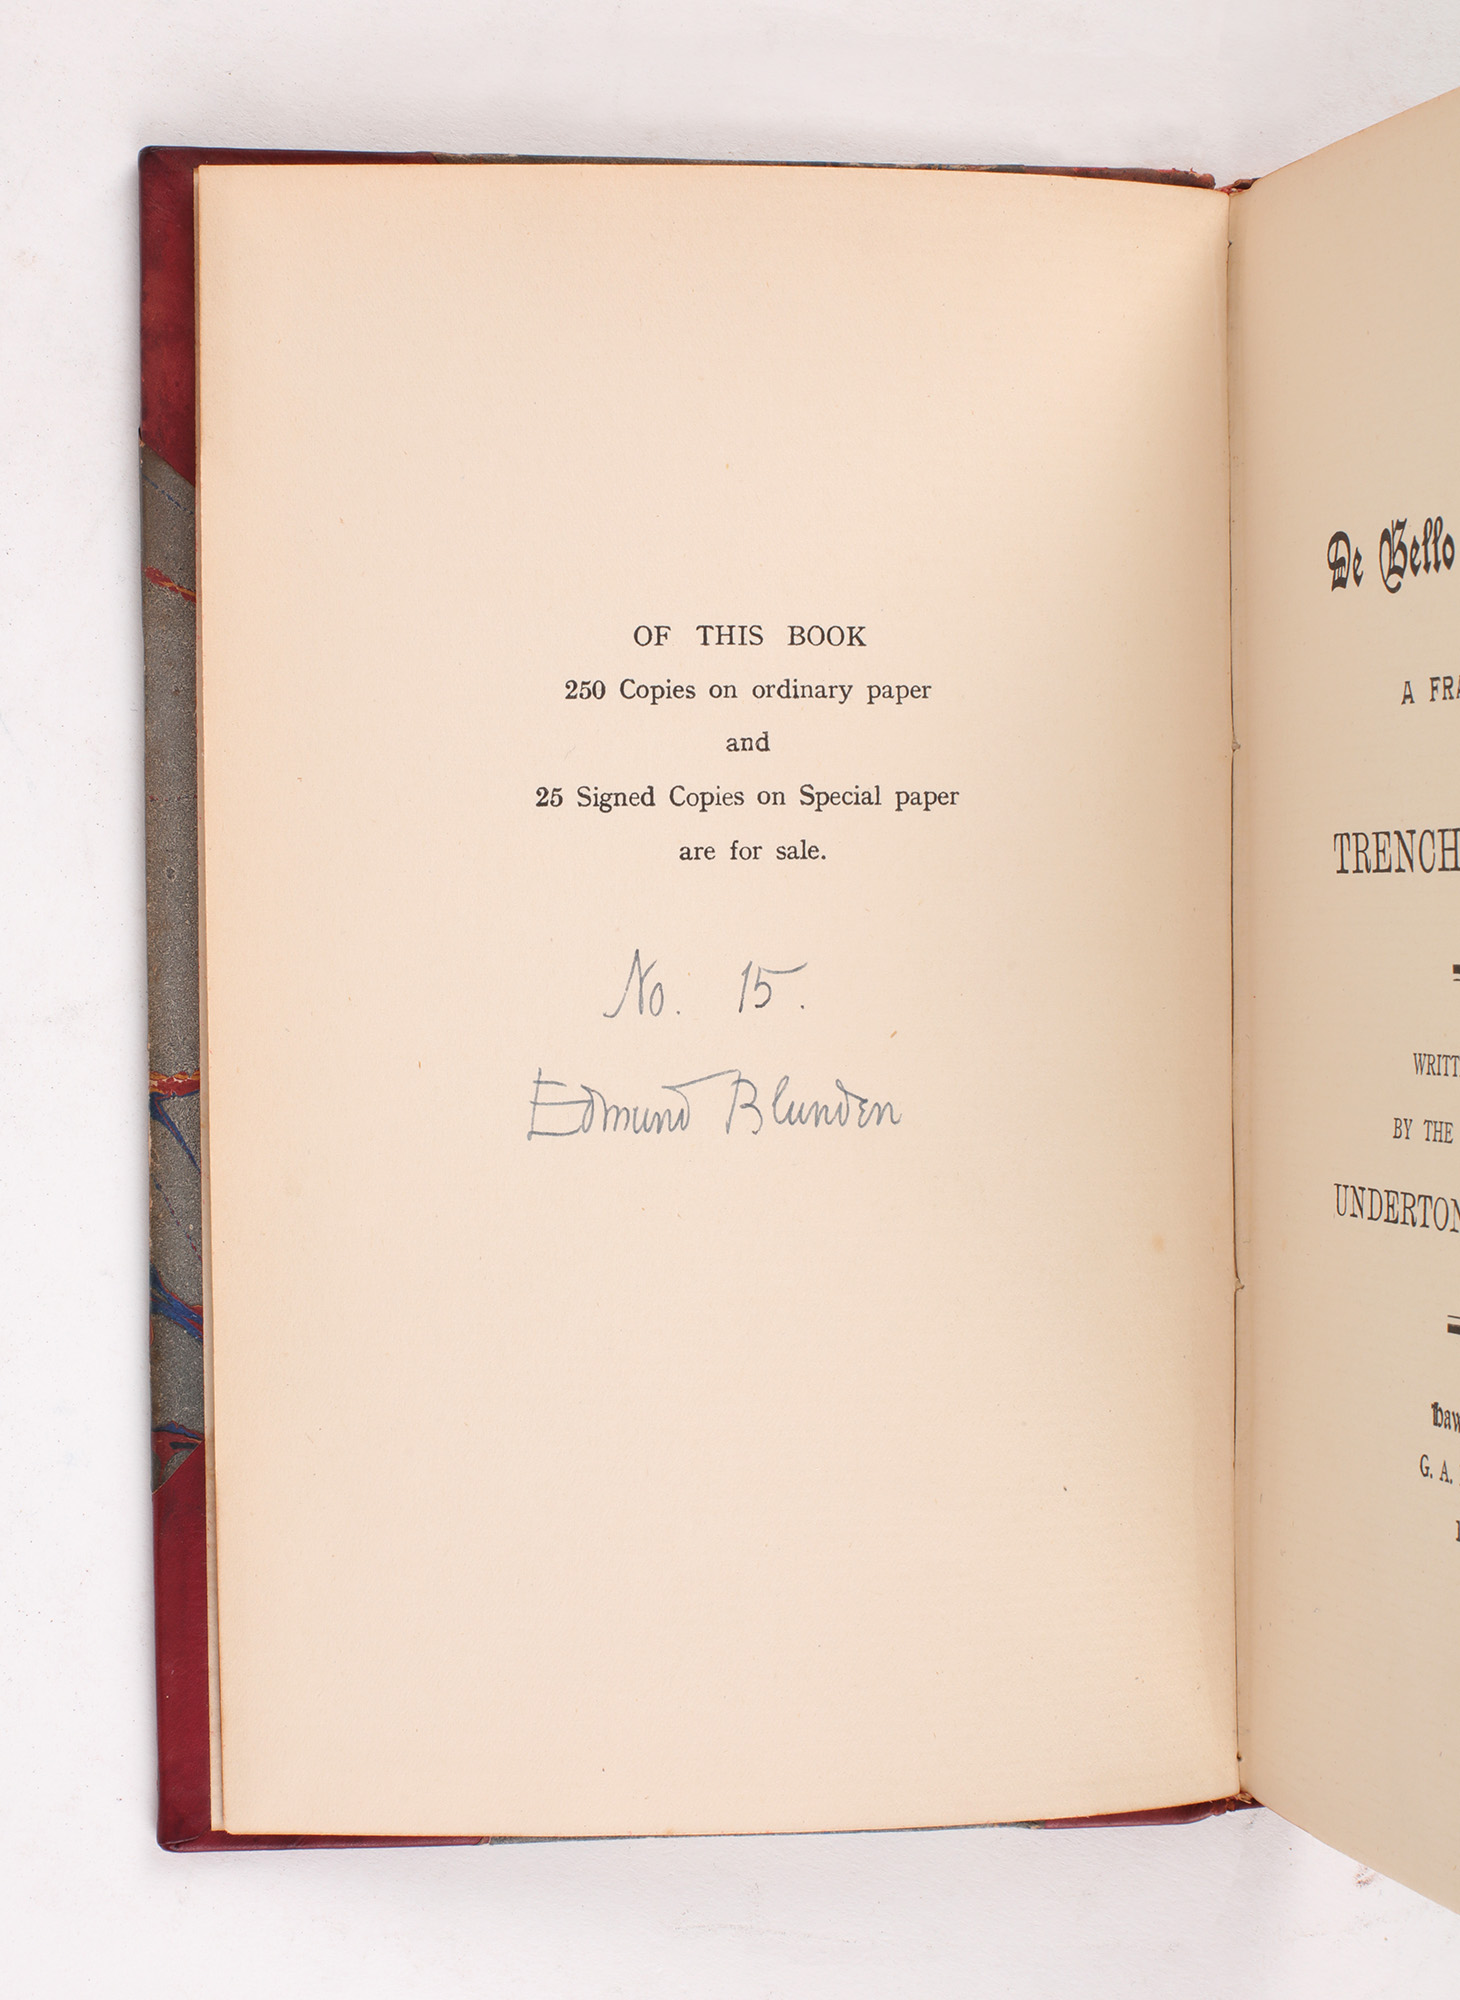 OF THIS BOOK
250 Copies on ordinary paper
and
25 Signed Copies on Special paper
are for sale.
No. 15.
Edmund Blunden
De Bello
A FRA
TRENCH
WRITT
BY THE
UNDERTON
Haw
G. A.